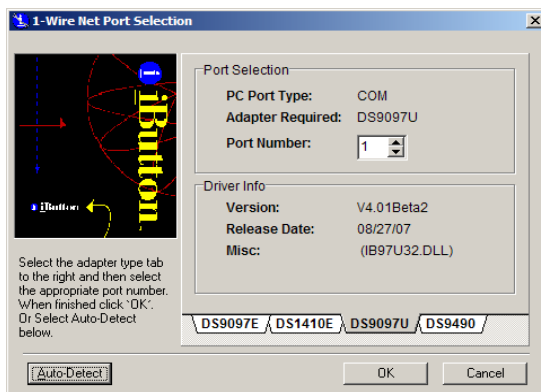 1-Wire Net Port Selection
iButton
iButton
Select the adapter type tab
to the right and then select
the appropriate port number.
When finished click `OK'.
Or Select Auto-Detect
below.
Port Selection
PC Port Type: COM
Adapter Required: DS9097U
Port Number: 1
Driver Info
Version: V4.01Beta2
Release Date: 08/27/07
Misc: (IB97U32.DLL)
DS9097E DS1410E DS9097U DS9490
Auto-Detect OK Cancel